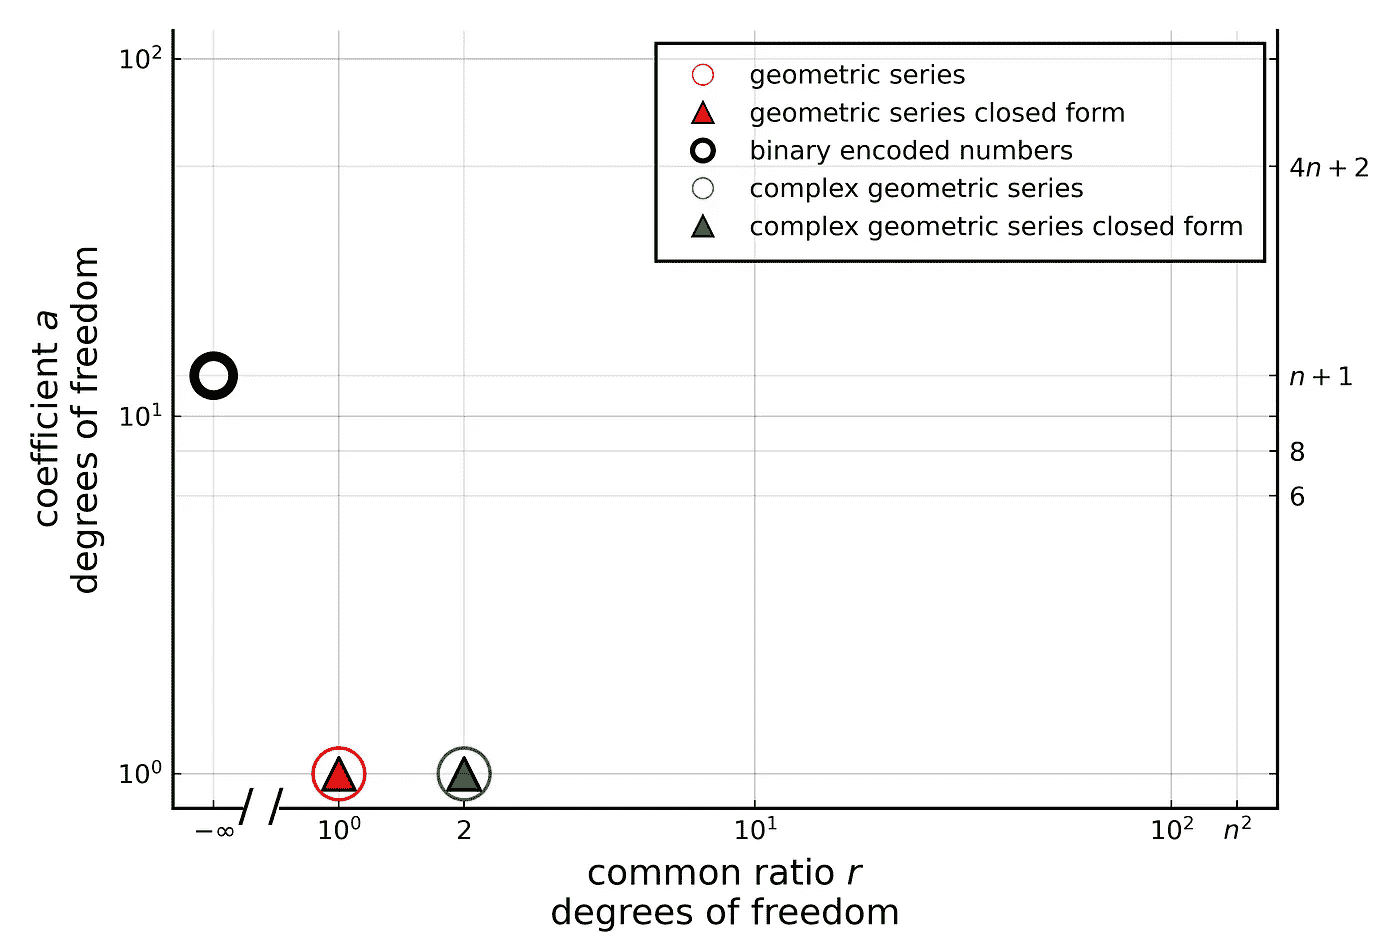 10²
geometric series
geometric series closed form
binary encoded numbers
complex geometric series
complex geometric series closed form
4n + 2
n + 1
10¹
8
6
10⁰
coefficient a
degrees of freedom
−∞ 10⁰ 2 10¹ 10² n²
common ratio r
degrees of freedom